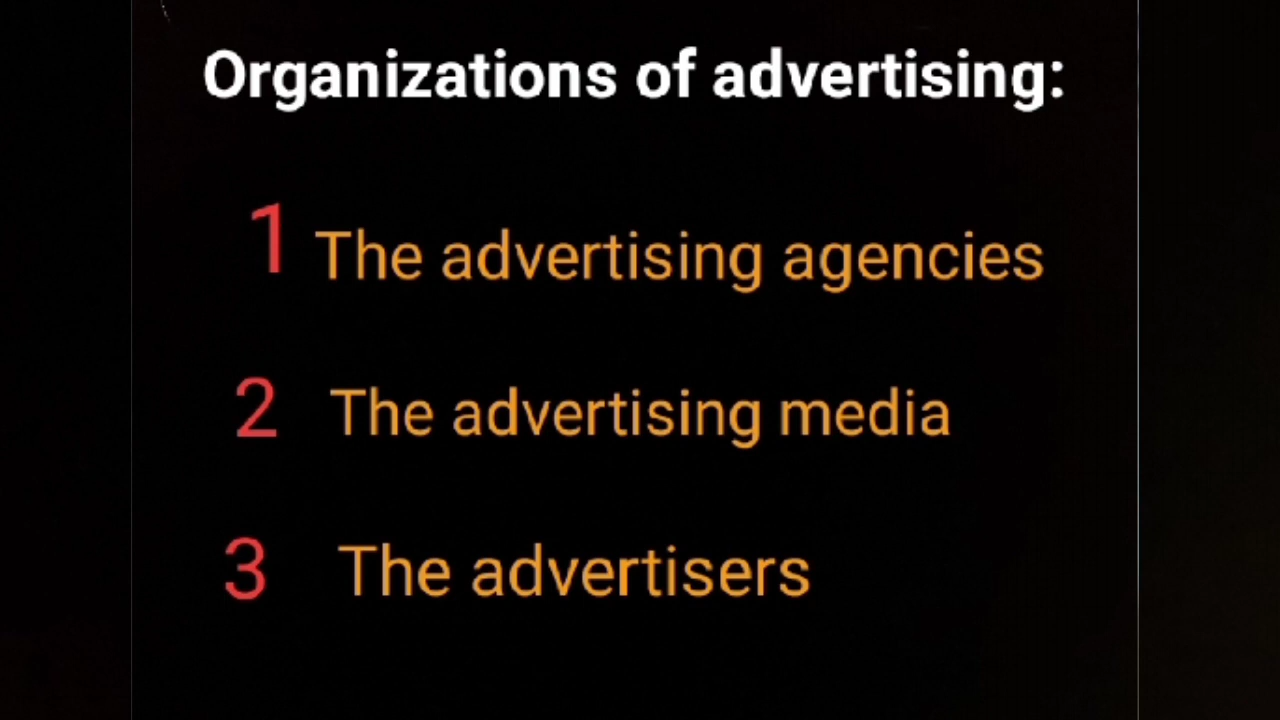 Organizations of advertising:
1 The advertising agencies
2 The advertising media
3 The advertisers